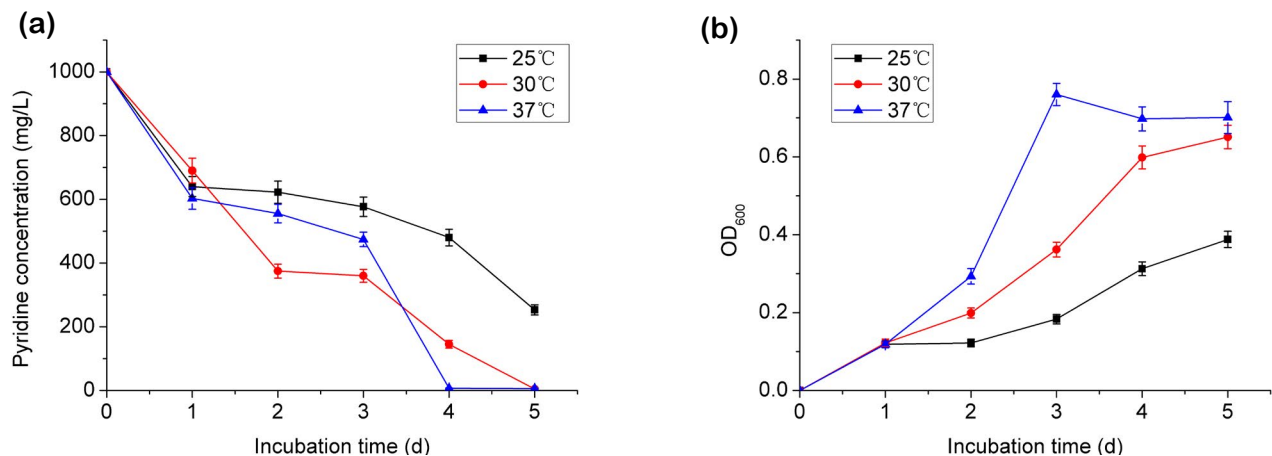 (a)
25℃
30℃
37℃
1000
800
600
400
200
0
Pyridine concentration (mg/L)
0 1 2 3 4 5
Incubation time (d)
(b)
25℃
30℃
37℃
0.8
0.6
0.4
0.2
0.0
OD600
0 1 2 3 4 5
Incubation time (d)